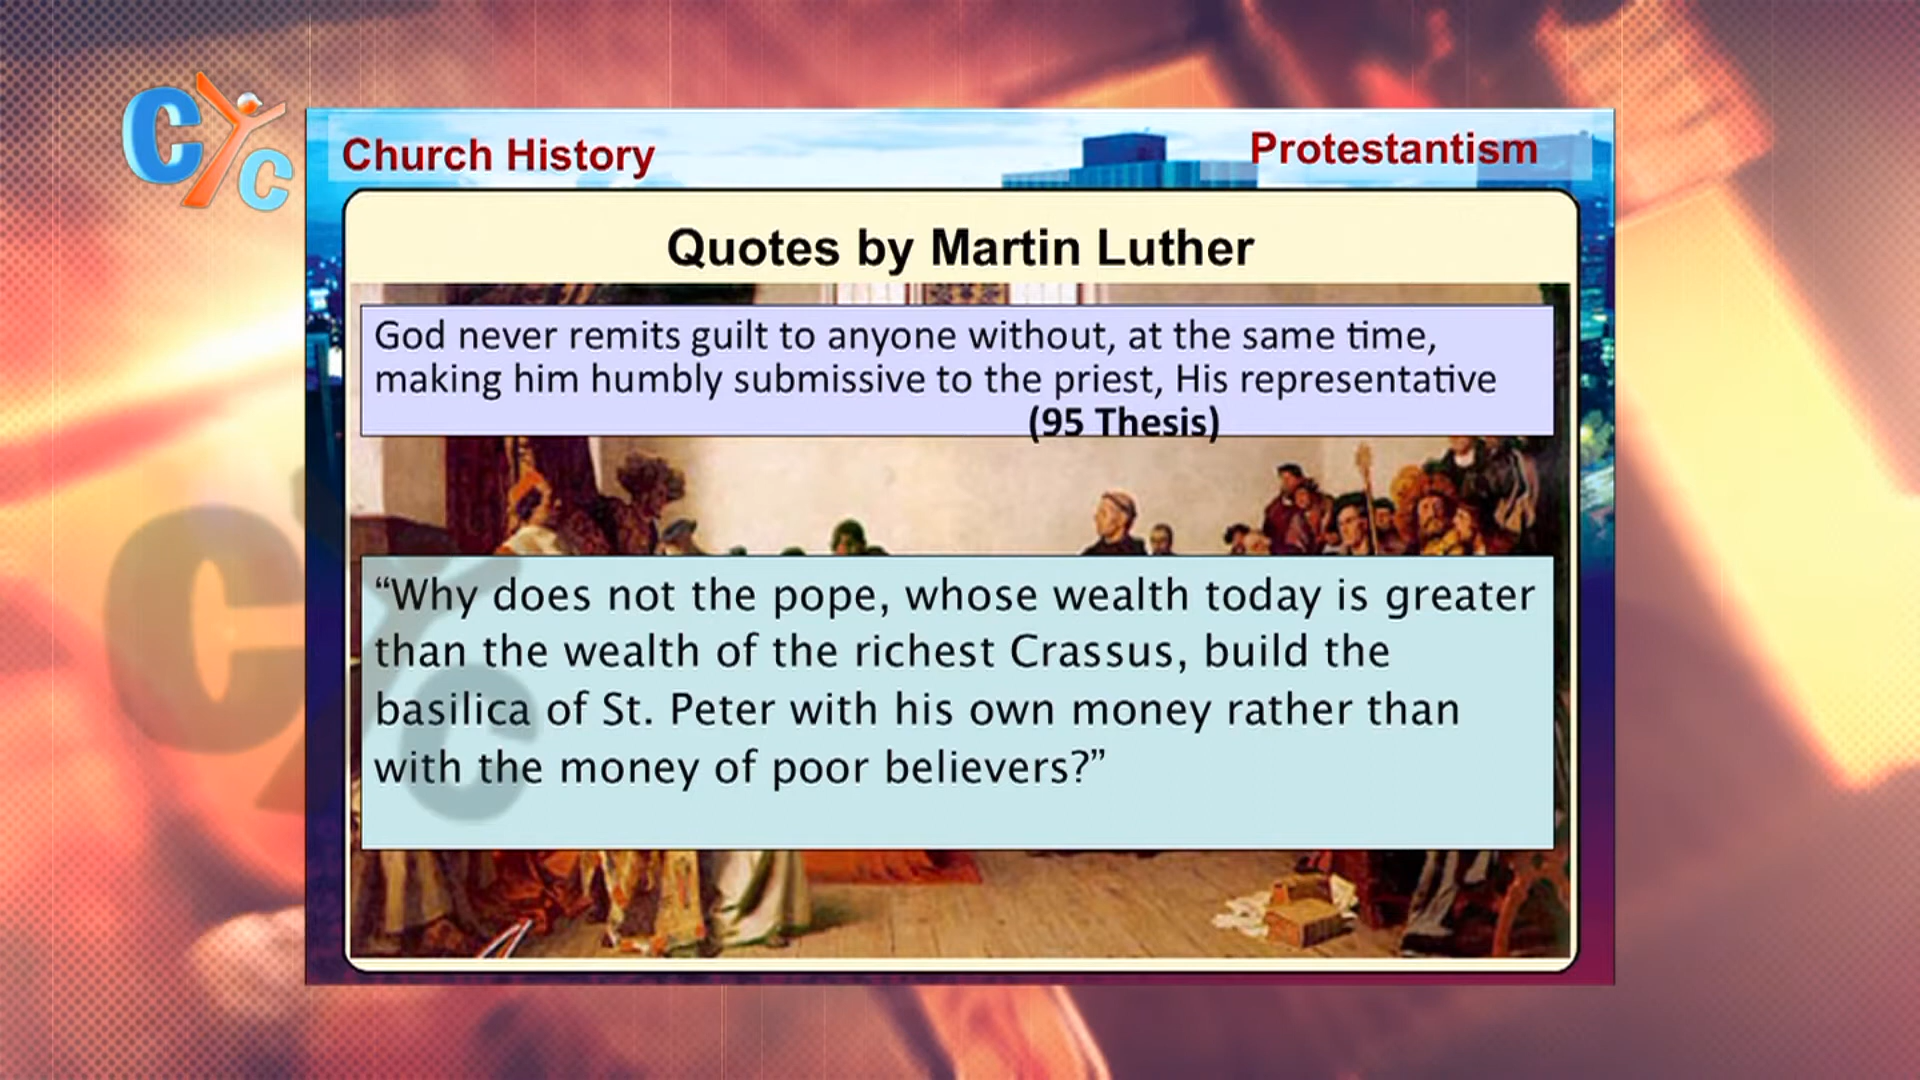 CYC
Church History
Protestantism
Quotes by Martin Luther
God never remits guilt to anyone without, at the same time,
making him humbly submissive to the priest, His representative
(95 Thesis)
“Why does not the pope, whose wealth today is greater
than the wealth of the richest Crassus, build the
basilica of St. Peter with his own money rather than
with the money of poor believers?”
CYC